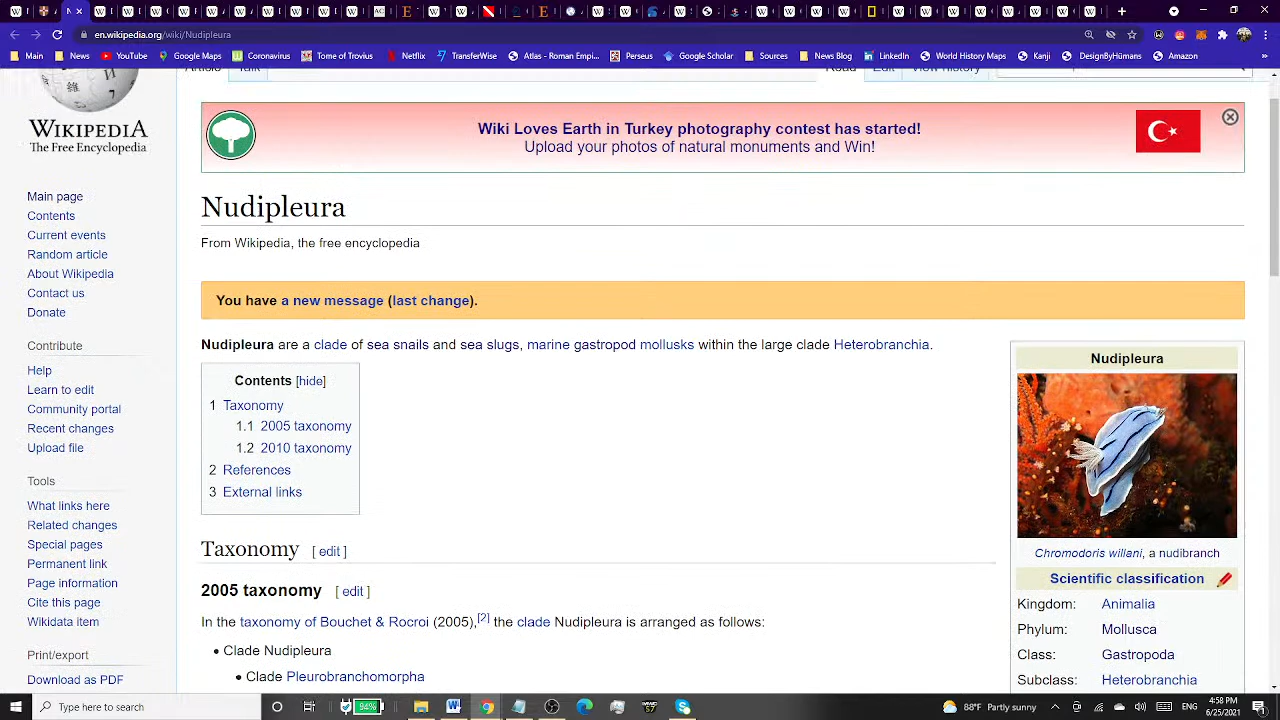 en.wikipedia.org/wiki/Nudipleura
Main
News
YouTube
Coronavirus
Tome of Trovius
Netflix
TransferWise
Atlas - Roman Empi...
Perseus
Google Scholar
Sources
News Blog
LinkedIn
World History Maps
Kanji
DesignByHumans
Amazon
Read
Edit
View history
WIKIPEDIA
The Free Encyclopedia
Wiki Loves Earth in Turkey photography contest has started!
Upload your photos of natural monuments and Win!
Main page
Contents
Current events
Random article
About Wikipedia
Contact us
Donate
Contribute
Help
Learn to edit
Community portal
Recent changes
Upload file
Tools
What links here
Related changes
Special pages
Permanent link
Page information
Cite this page
Wikidata item
Print/export
Download as PDF
Nudipleura
From Wikipedia, the free encyclopedia
You have a new message (last change).
Nudipleura are a clade of sea snails and sea slugs, marine gastropod mollusks within the large clade Heterobranchia.
Contents [hide]
1 Taxonomy
1.1 2005 taxonomy
1.2 2010 taxonomy
2 References
3 External links
Taxonomy [ edit ]
2005 taxonomy [ edit ]
In the taxonomy of Bouchet & Rocroi (2005),[2] the clade Nudipleura is arranged as follows:
• Clade Nudipleura
• Clade Pleurobranchomorpha
Nudipleura
Chromodoris willani, a nudibranch
Scientific classification
Kingdom: Animalia
Phylum: Mollusca
Class: Gastropoda
Subclass: Heterobranchia
Type here to search
94%
88°F Partly sunny
ENG
4:58 PM
6/25/2021